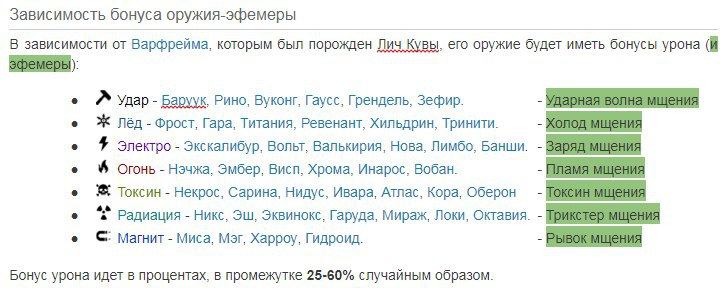 Зависимость бонуса оружия-эфемеры
В зависимости от Варфрейма, которым был порожден Лич Кувы, его оружие будет иметь бонусы урона (и
эфемеры):
Удар - Баруук, Рино, Вуконг, Гаусс, Грендель, Зефир. - Ударная волна мщения
Лёд - Фрост, Гара, Титания, Ревенант, Хильдрин, Тринити. - Холод мщения
Электро - Экскалибур, Вольт, Валькирия, Нова, Лимбо, Банши. - Заряд мщения
Огонь - Нэчжа, Эмбер, Висп, Хрома, Инарос, Вобан. - Пламя мщения
Токсин - Некрос, Сарина, Нидус, Ивара, Атлас, Кора, Оберон - Токсин мщения
Радиация - Никс, Эш, Эквинокс, Гаруда, Мираж, Локи, Октавия. - Трикстер мщения
Магнит - Миса, Мэг, Харроу, Гидроид. - Рывок мщения
Бонус урона идет в процентах, в промежутке 25-60% случайным образом.